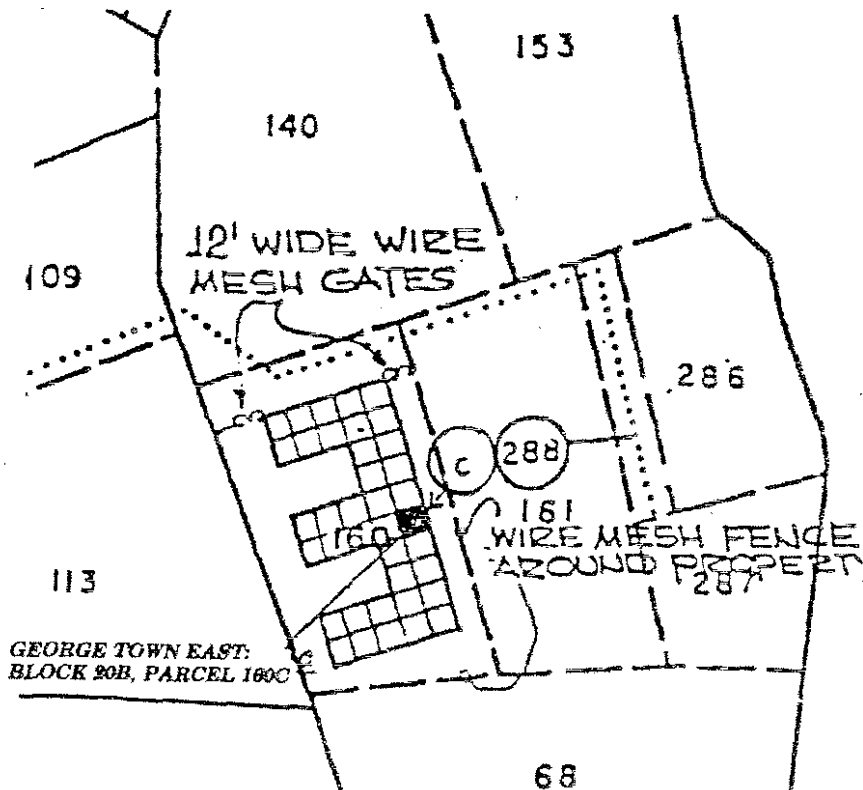 153
140
12' WIDE WIRE
MESH GATES
109
286
C
288
161
160
WIRE MESH FENCE
AROUND PROPERTY
287
113
GEORGE TOWN EAST:
BLOCK 20B, PARCEL 160C
68